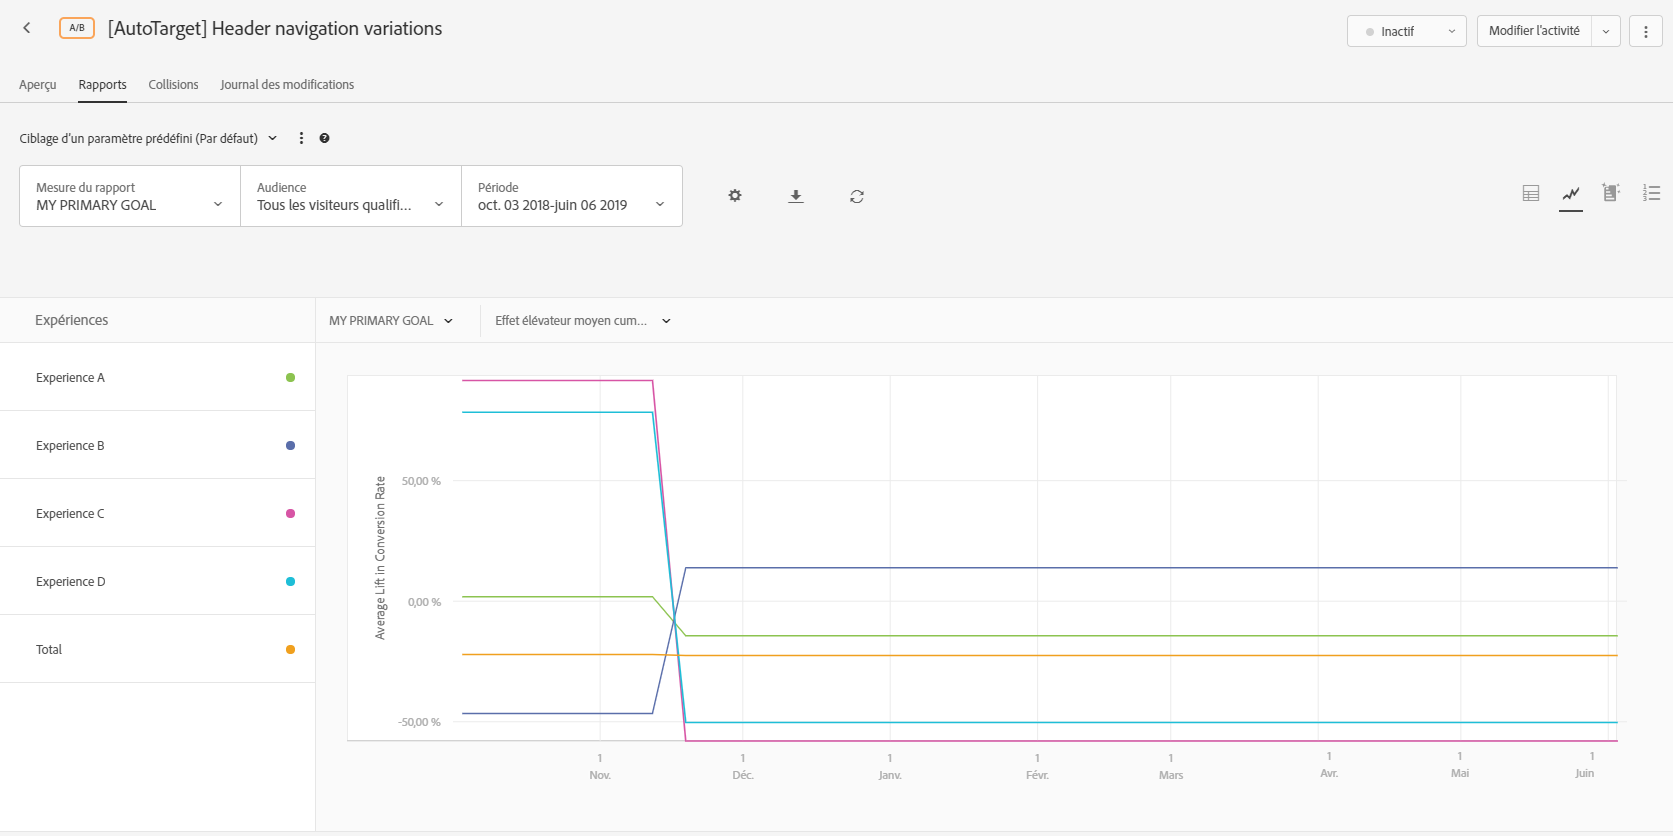 A/B [AutoTarget] Header navigation variations
Inactif
Modifier l'activité
Aperçu Rapports Collisions Journal des modifications
Ciblage d'un paramètre prédéfini (Par défaut)
Mesure du rapport
MY PRIMARY GOAL
Audience
Tous les visiteurs qualifi...
Période
oct. 03 2018-juin 06 2019
Expériences
MY PRIMARY GOAL
Effet élévateur moyen cum...
Experience A
Experience B
Experience C
Experience D
Total
Average Lift in Conversion Rate
50,00 %
0,00 %
-50,00 %
1 1 1 1 1 1 1 1
Nov. Déc. Janv. Févr. Mars Avr. Mai Juin